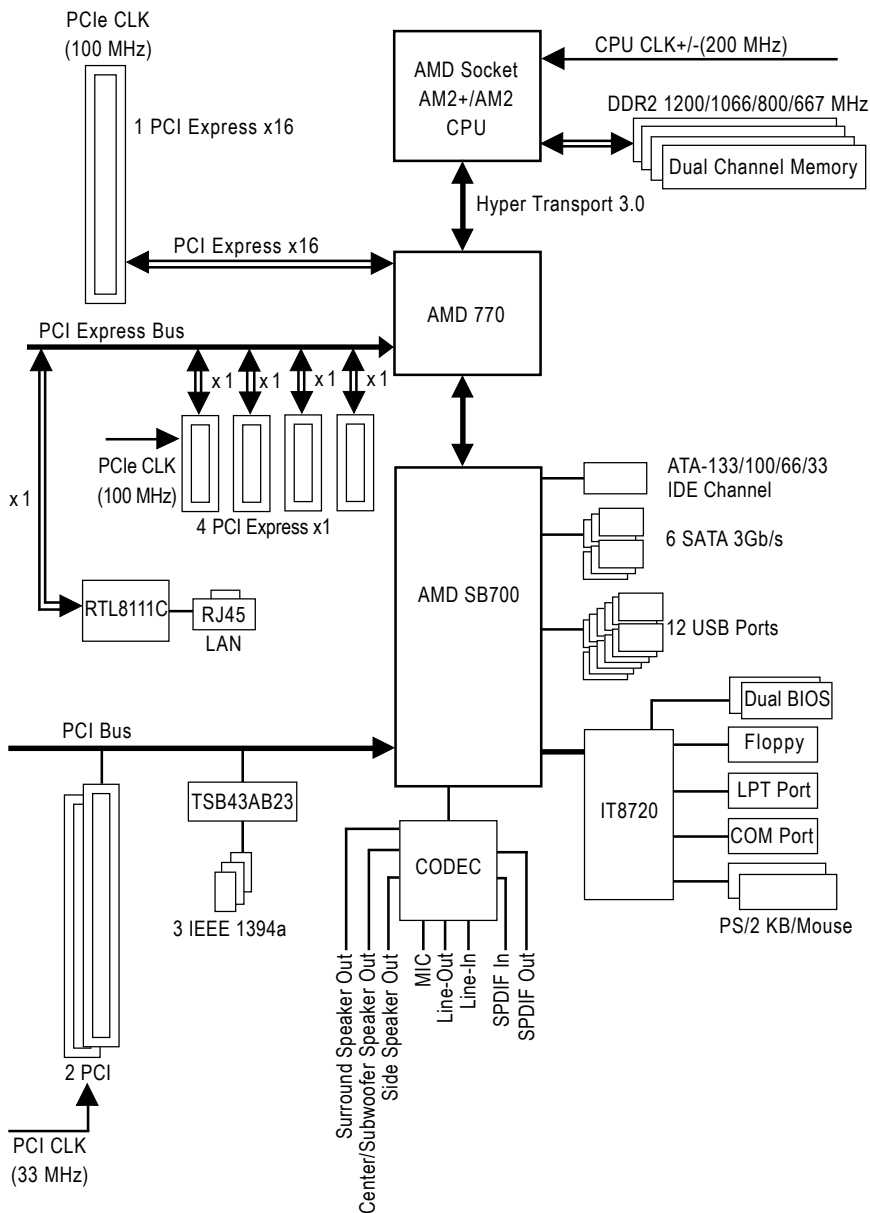 PCIe CLK
(100 MHz)
1 PCI Express x16
AMD Socket
AM2+/AM2
CPU
CPU CLK+/-(200 MHz)
DDR2 1200/1066/800/667 MHz
Dual Channel Memory
Hyper Transport 3.0
PCI Express x16
AMD 770
PCI Express Bus
x 1
x 1
x 1
x 1
x 1
PCIe CLK
(100 MHz)
4 PCI Express x1
RTL8111C
RJ45
LAN
AMD SB700
ATA-133/100/66/33
IDE Channel
6 SATA 3Gb/s
12 USB Ports
Dual BIOS
Floppy
LPT Port
COM Port
PS/2 KB/Mouse
IT8720
PCI Bus
TSB43AB23
3 IEEE 1394a
CODEC
Surround Speaker Out
Center/Subwoofer Speaker Out
Side Speaker Out
MIC
Line-Out
Line-In
SPDIF In
SPDIF Out
2 PCI
PCI CLK
(33 MHz)